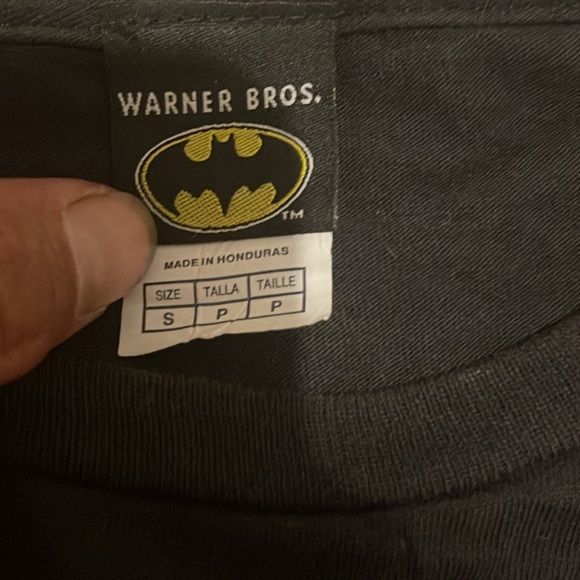 WARNER BROS.
TM
MADE IN HONDURAS
SIZE TALLA TAILLE
S P P